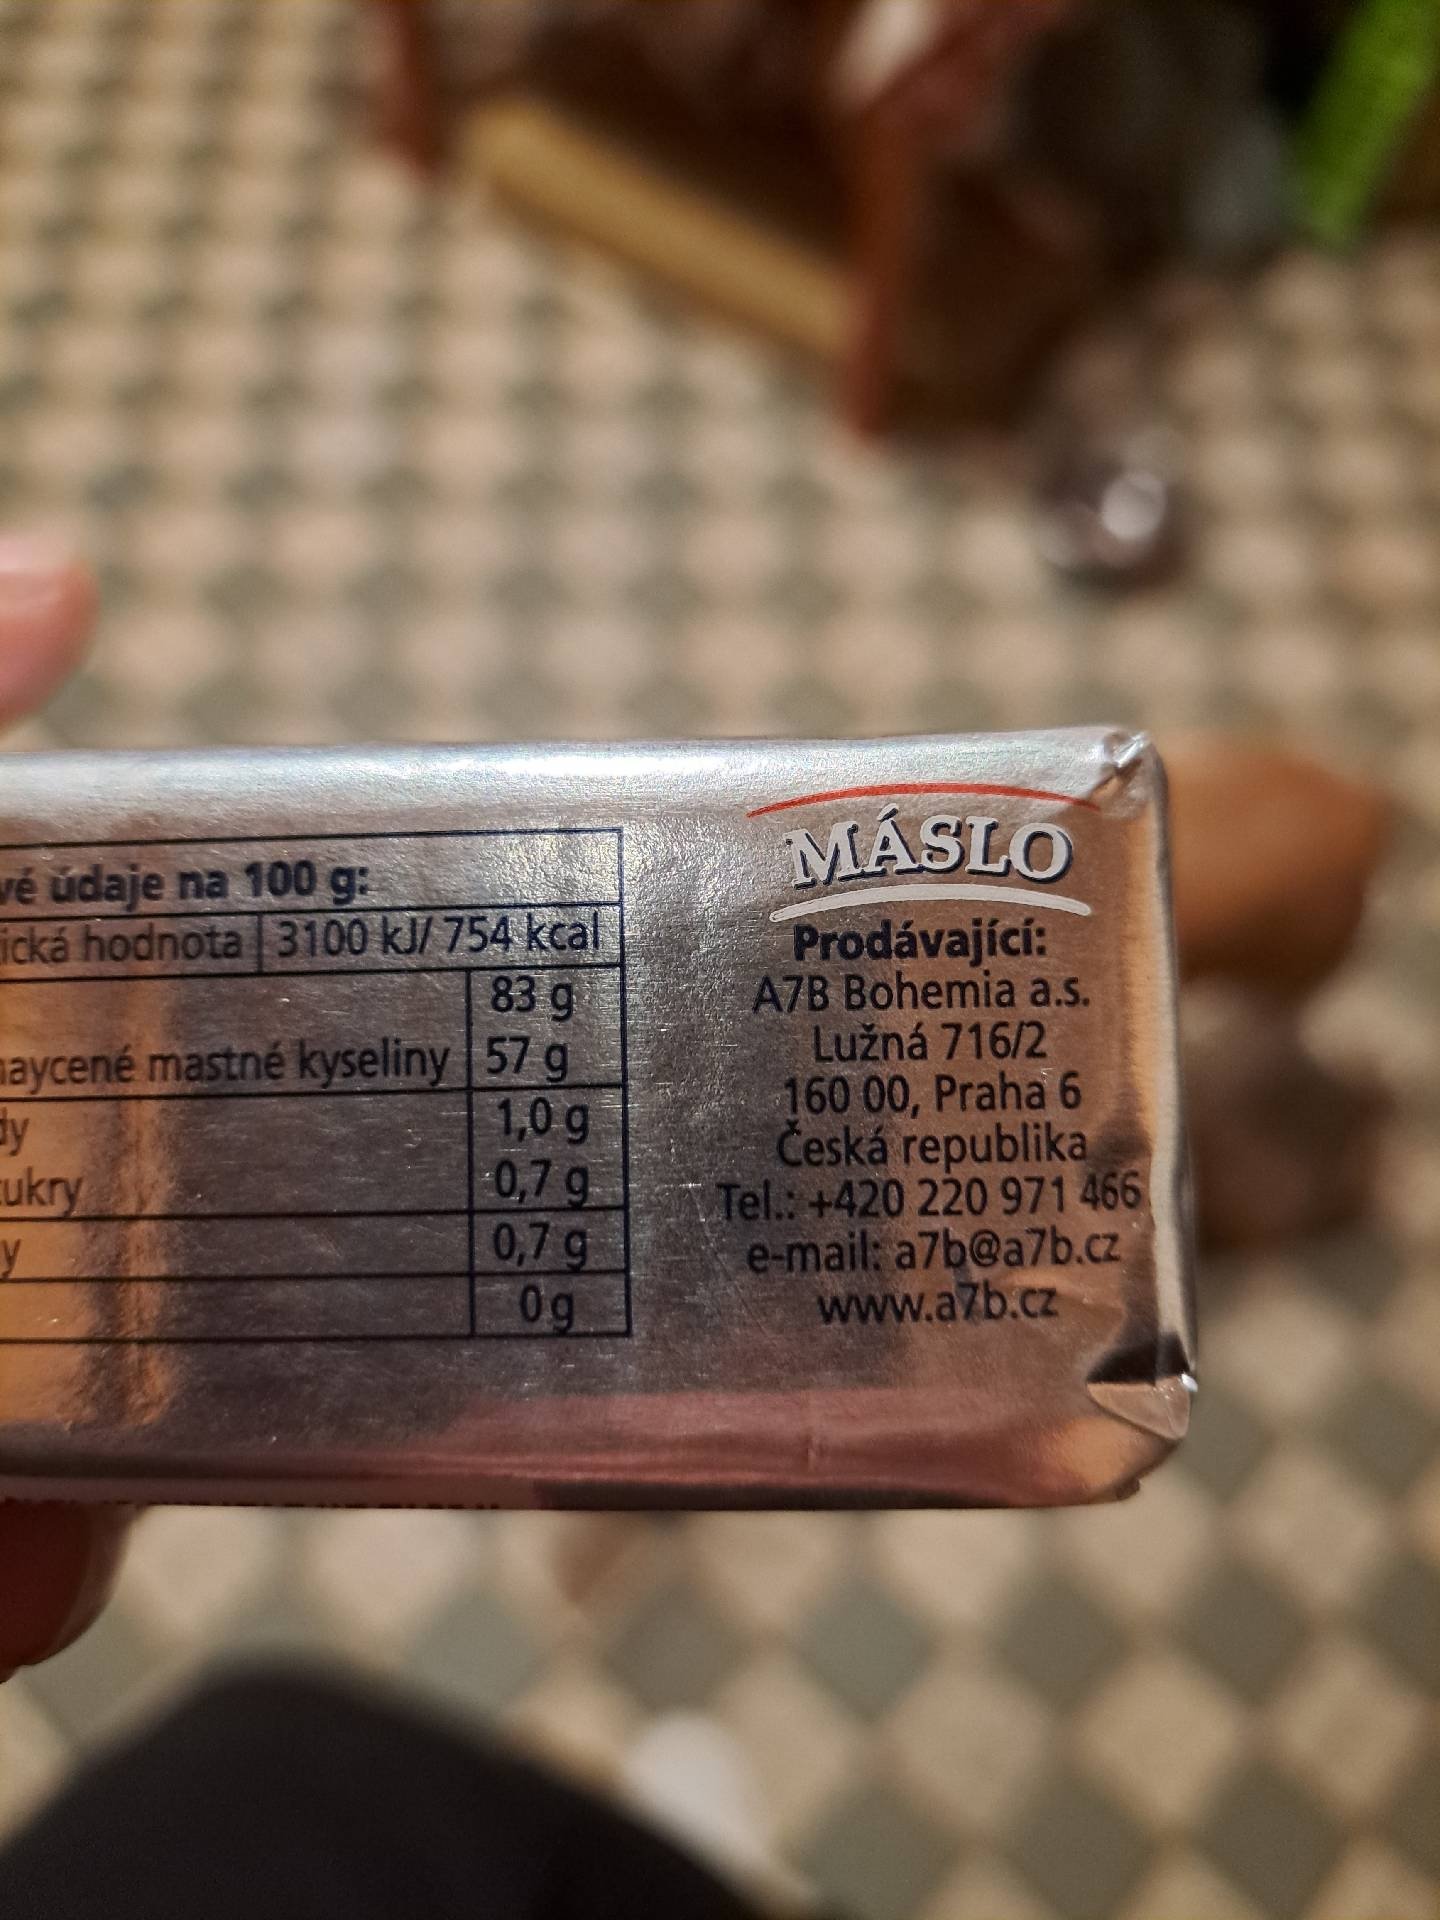 vé údaje na 100 g:
ická hodnota 3100 kJ/ 754 kcal
83 g
naycené mastné kyseliny 57 g
dy 1,0 g
cukry 0,7 g
y 0,7 g
0 g
MÁSLO
Prodávající:
A7B Bohemia a.s.
Lužná 716/2
160 00, Praha 6
Česká republika
Tel.: +420 220 971 466
e-mail: a7b@a7b.cz
www.a7b.cz